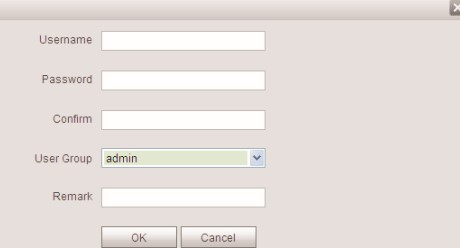 Username
Password
Confirm
User Group admin
Remark
OK Cancel